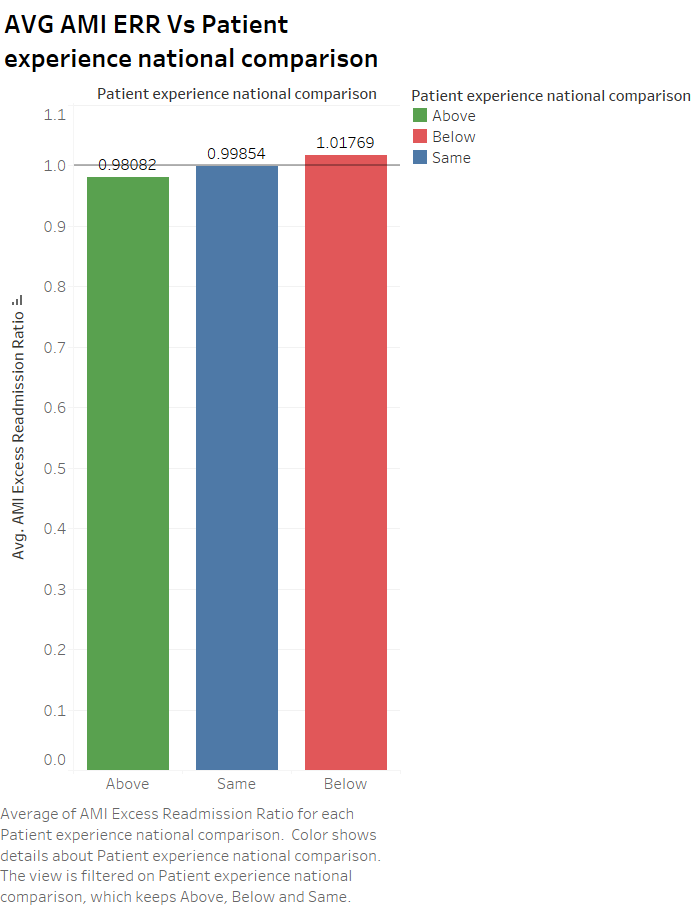 AVG AMI ERR Vs Patient
experience national comparison
Patient experience national comparison
Patient experience national comparison
Above
Below
Same
1.1
1.0
0.9
0.8
0.7
0.6
0.5
0.4
0.3
0.2
0.1
0.0
Avg. AMI Excess Readmission Ratio
0.98082
0.99854
1.01769
Above
Same
Below
Average of AMI Excess Readmission Ratio for each
Patient experience national comparison. Color shows
details about Patient experience national comparison.
The view is filtered on Patient experience national
comparison, which keeps Above, Below and Same.